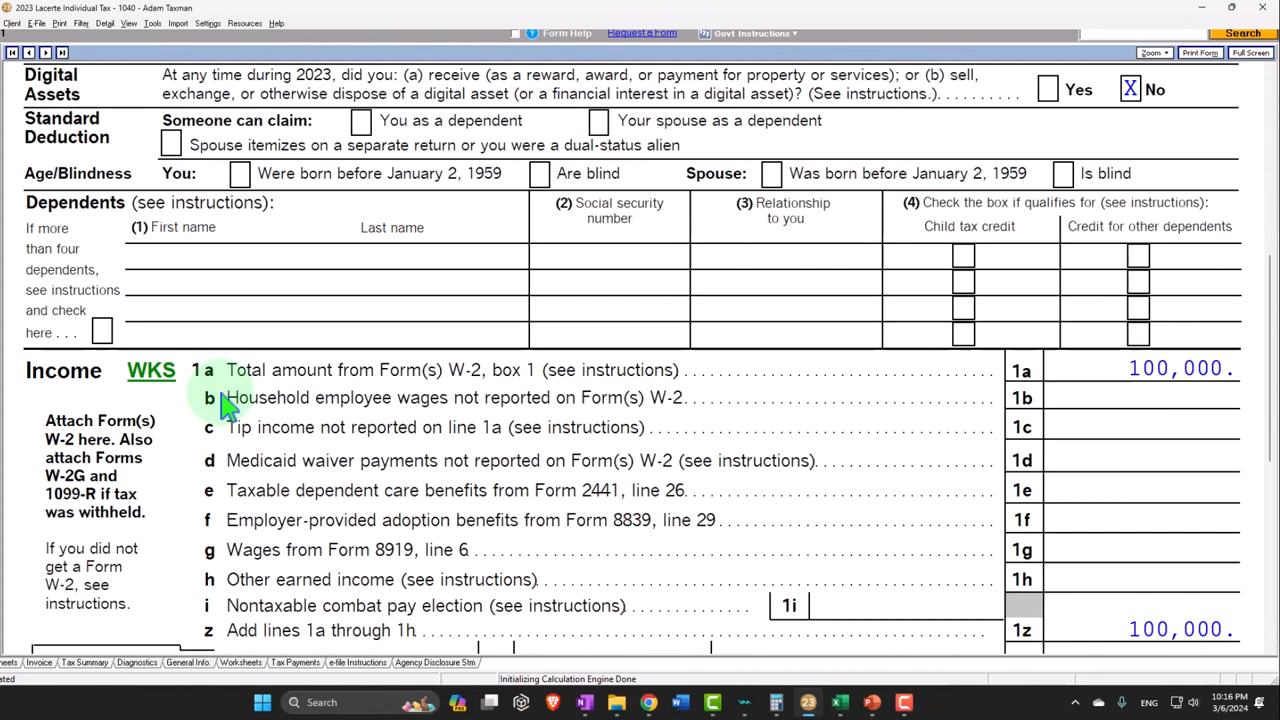 2023 Lacerte Individual Tax - 1040 - Adam Taxman
Client E-File Print Filter Detail View Tools Import Settings Resources Help
1 Form Help Request a Form Govt Instructions Search
Zoom Print Form Full Screen
Digital At any time during 2023, did you: (a) receive (as a reward, award, or payment for property or services); or (b) sell,
Assets exchange, or otherwise dispose of a digital asset (or a financial interest in a digital asset)? (See instructions.) . . . . . . . . . . Yes X No
Standard Someone can claim: You as a dependent Your spouse as a dependent
Deduction Spouse itemizes on a separate return or you were a dual-status alien
Age/Blindness You: Were born before January 2, 1959 Are blind Spouse: Was born before January 2, 1959 Is blind
Dependents (see instructions): (2) Social security number (3) Relationship to you (4) Check the box if qualifies for (see instructions):
(1) First name Last name Child tax credit Credit for other dependents
If more
than four
dependents,
see instructions
and check
here . . .
Income WKS 1 a Total amount from Form(s) W-2, box 1 (see instructions) 1a 100,000.
b Household employee wages not reported on Form(s) W-2 1b
c Tip income not reported on line 1a (see instructions) 1c
d Medicaid waiver payments not reported on Form(s) W-2 (see instructions) 1d
e Taxable dependent care benefits from Form 2441, line 26 1e
f Employer-provided adoption benefits from Form 8839, line 29 1f
g Wages from Form 8919, line 6 1g
h Other earned income (see instructions) 1h
i Nontaxable combat pay election (see instructions) 1i
z Add lines 1a through 1h 1z 100,000.
Attach Form(s)
W-2 here. Also
attach Forms
W-2G and
1099-R if tax
was withheld.
If you did not
get a Form
W-2, see
instructions.
heets Invoice Tax Summary Diagnostics General Info. Worksheets Tax Payments e-file Instructions Agency Disclosure Stm
ated Initializing Calculation Engine Done
Search 23 ENG 10:16 PM
3/6/2024